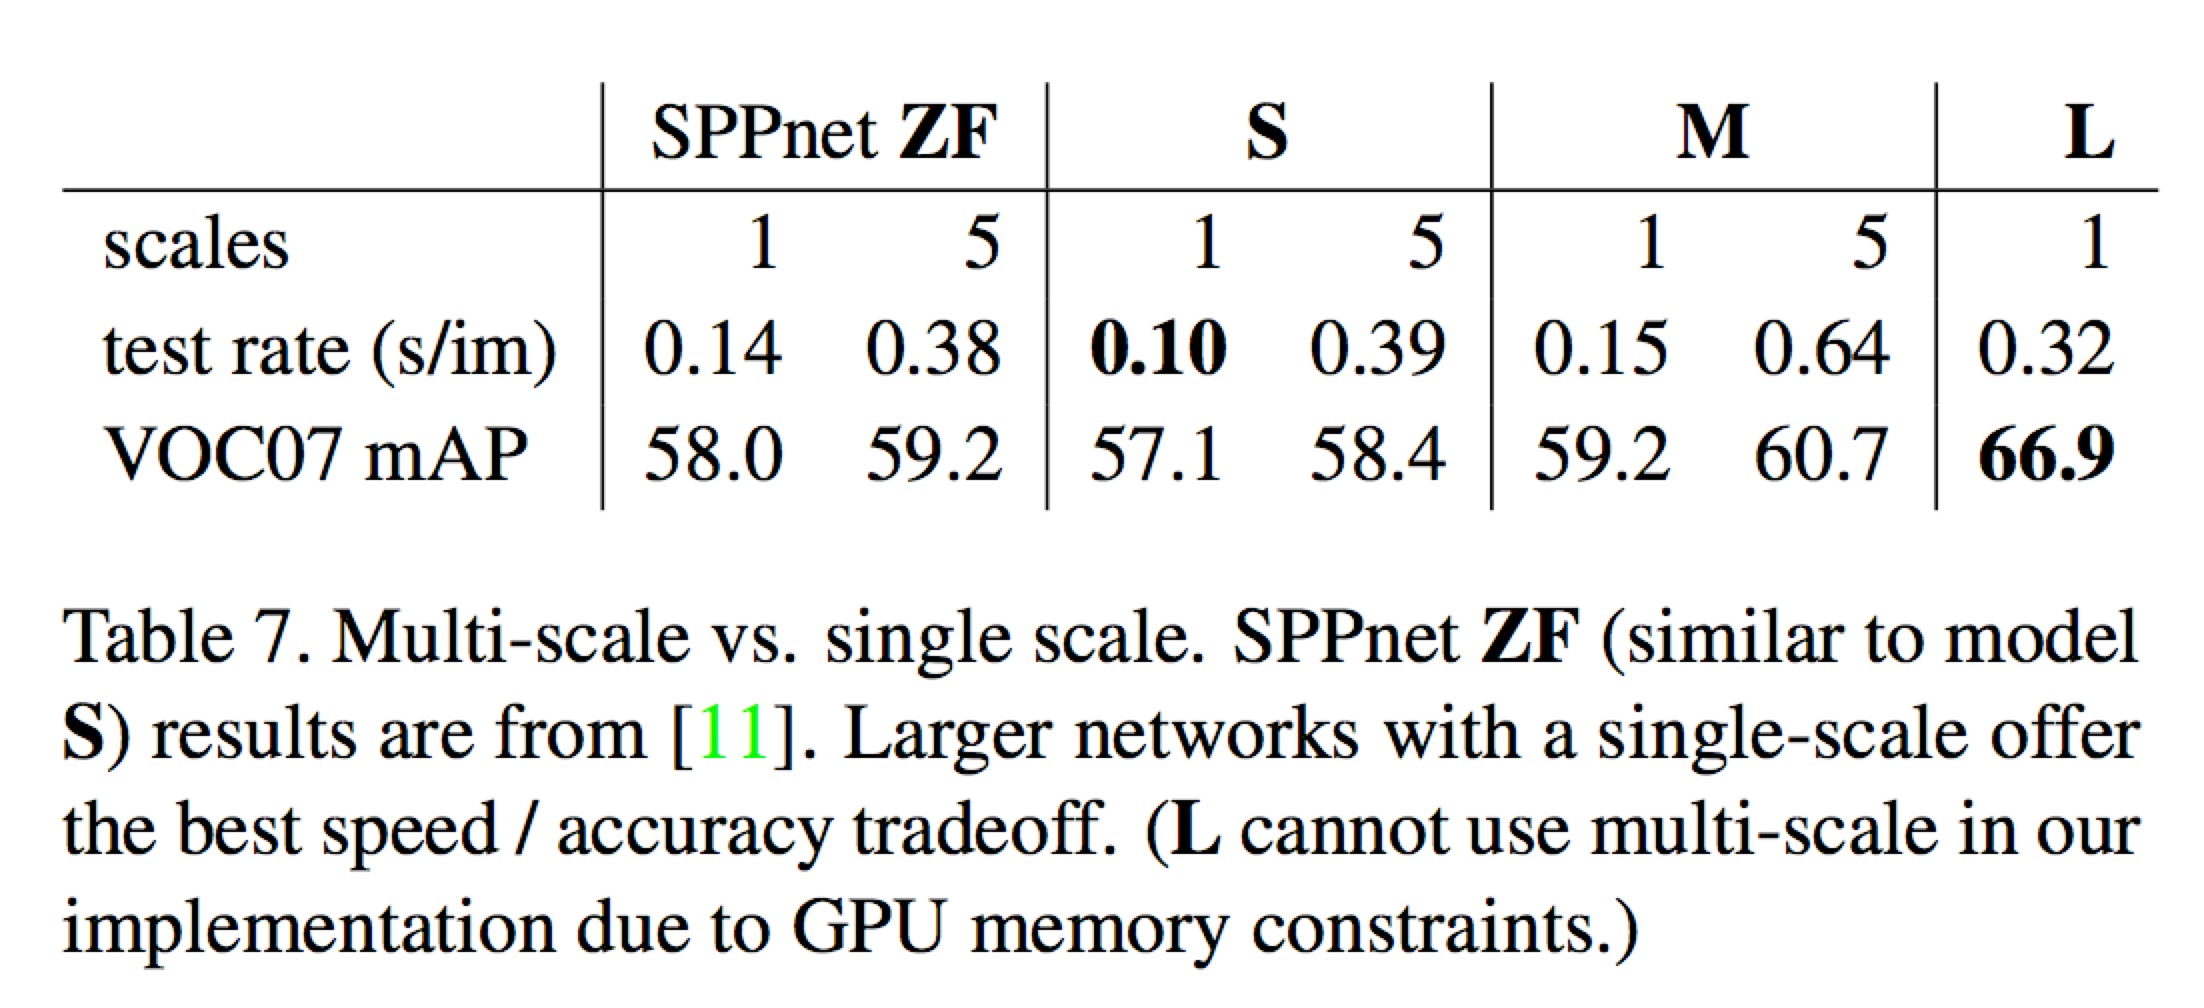 SPPnet ZF S M L
scales 1 5 1 5 1 5 1
test rate (s/im) 0.14 0.38 0.10 0.39 0.15 0.64 0.32
VOC07 mAP 58.0 59.2 57.1 58.4 59.2 60.7 66.9
Table 7. Multi-scale vs. single scale. SPPnet ZF (similar to model
S) results are from [11]. Larger networks with a single-scale offer
the best speed / accuracy tradeoff. (L cannot use multi-scale in our
implementation due to GPU memory constraints.)